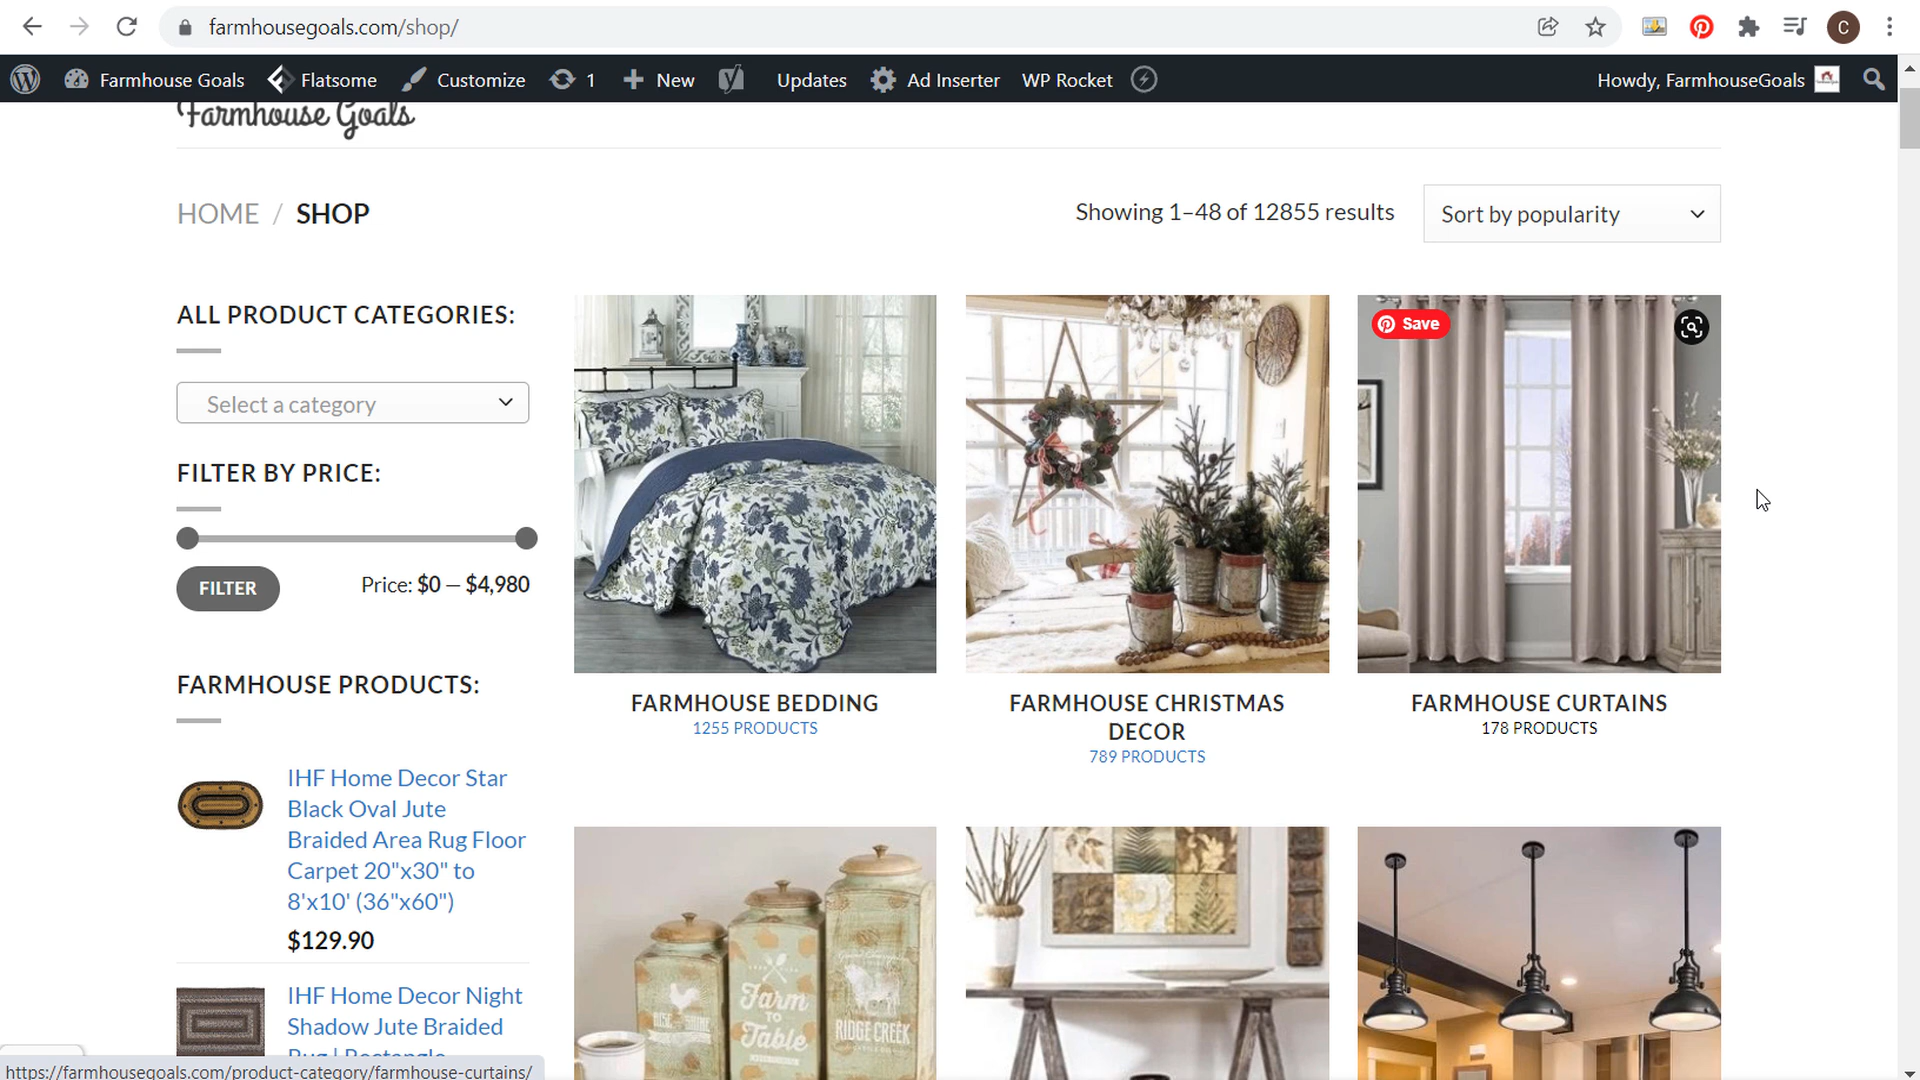 farmhousegoals.com/shop/
C
Farmhouse Goals
Flatsome
Customize
1
New
Updates
Ad Inserter
WP Rocket
Howdy, FarmhouseGoals
Farmhouse Goals
HOME / SHOP
Showing 1–48 of 12855 results
Sort by popularity
ALL PRODUCT CATEGORIES:
Select a category
FILTER BY PRICE:
FILTER
Price: $0 — $4,980
FARMHOUSE PRODUCTS:
IHF Home Decor Star
Black Oval Jute
Braided Area Rug Floor
Carpet 20"x30" to
8'x10' (36"x60")
$129.90
IHF Home Decor Night
Shadow Jute Braided
Rug | Rectangle
Save
FARMHOUSE BEDDING
1255 PRODUCTS
FARMHOUSE CHRISTMAS
DECOR
789 PRODUCTS
FARMHOUSE CURTAINS
178 PRODUCTS
RISE SHINE
Farm
TO
Table
RIDGE CREEK
https://farmhousegoals.com/product-category/farmhouse-curtains/